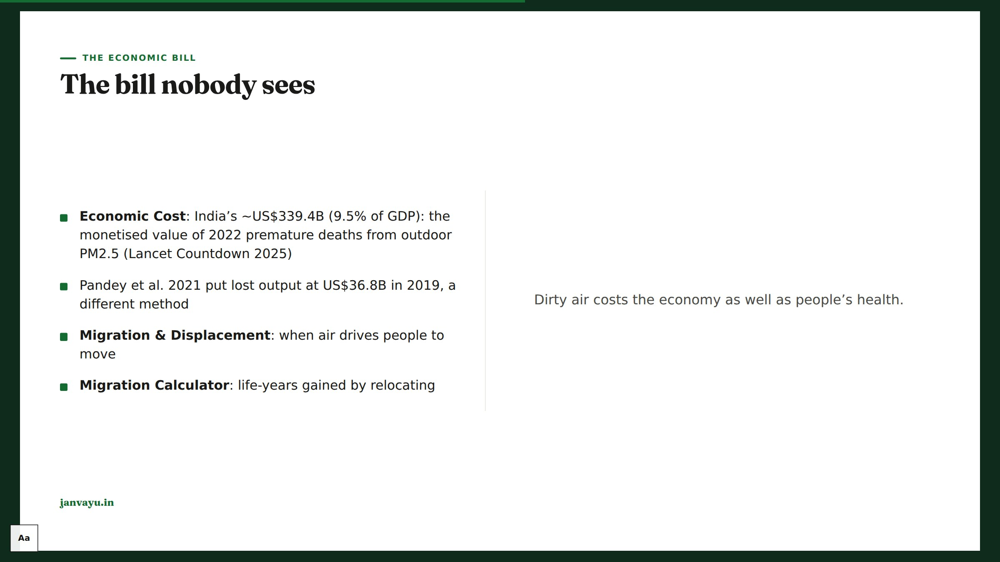 THE ECONOMIC BILL
The bill nobody sees
Economic Cost: India’s ~US$339.4B (9.5% of GDP): the
monetised value of 2022 premature deaths from outdoor
PM2.5 (Lancet Countdown 2025)
Pandey et al. 2021 put lost output at US$36.8B in 2019, a
different method
Migration & Displacement: when air drives people to
move
Migration Calculator: life-years gained by relocating
Dirty air costs the economy as well as people’s health.
janvayu.in
Aa